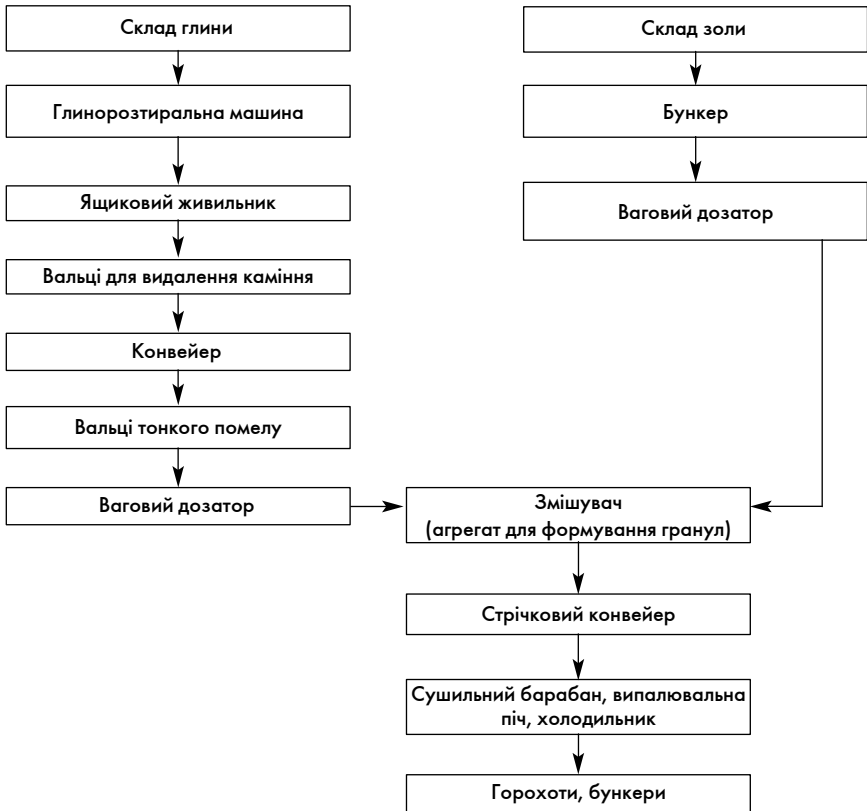 Склад глини
Глинорозтиральна машина
Ящиковий живильник
Вальці для видалення каміння
Конвейер
Вальці тонкого помелу
Ваговий дозатор
Склад золи
Бункер
Ваговий дозатор
Змішувач
(агрегат для формування гранул)
Стрічковий конвейер
Сушильний барабан, випалювальна
піч, холодильник
Горохоти, бункери